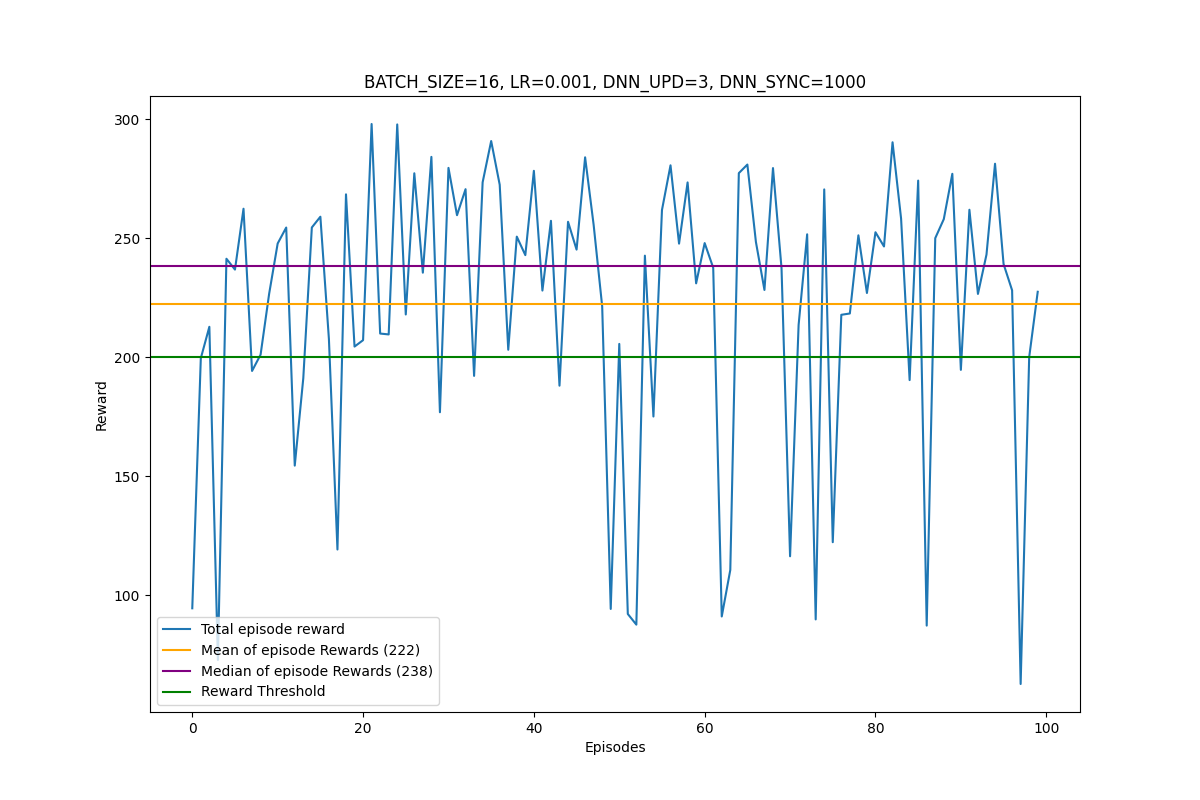 BATCH_SIZE=16, LR=0.001, DNN_UPD=3, DNN_SYNC=1000
300
250
200
150
100
Reward
Total episode reward
Mean of episode Rewards (222)
Median of episode Rewards (238)
Reward Threshold
0 20 40 60 80 100
Episodes